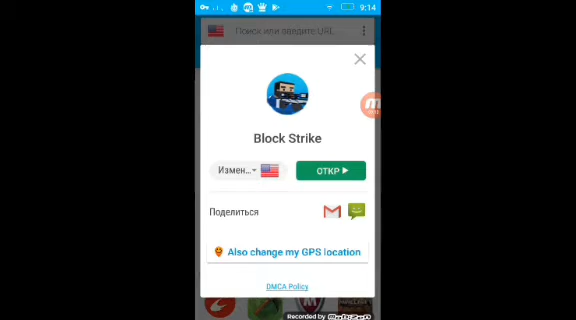 9:14
Поиск или введите URL
Block Strike
Измен...
ОТКР
Поделиться
Also change my GPS location
DMCA Policy
Recorded by